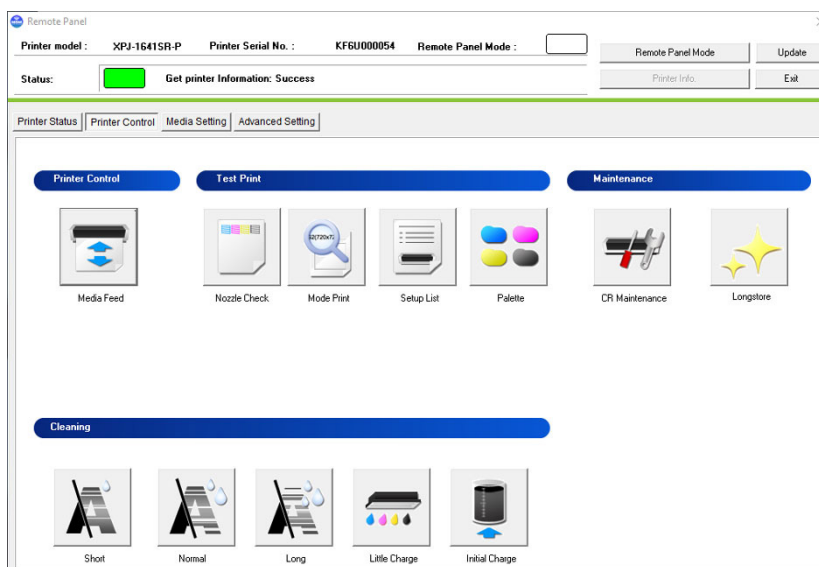 Remote Panel
Printer model : XPJ-1641SR-P Printer Serial No. : KF6U000054 Remote Panel Mode :
Remote Panel Mode Update
Status: Get printer Information: Success
Printer Info. Exit
Printer Status Printer Control Media Setting Advanced Setting
Printer Control Test Print Maintenance
Media Feed Nozzle Check Mode Print Setup List Palette CR Maintenance Longstore
Cleaning
Short Normal Long Little Charge Initial Charge